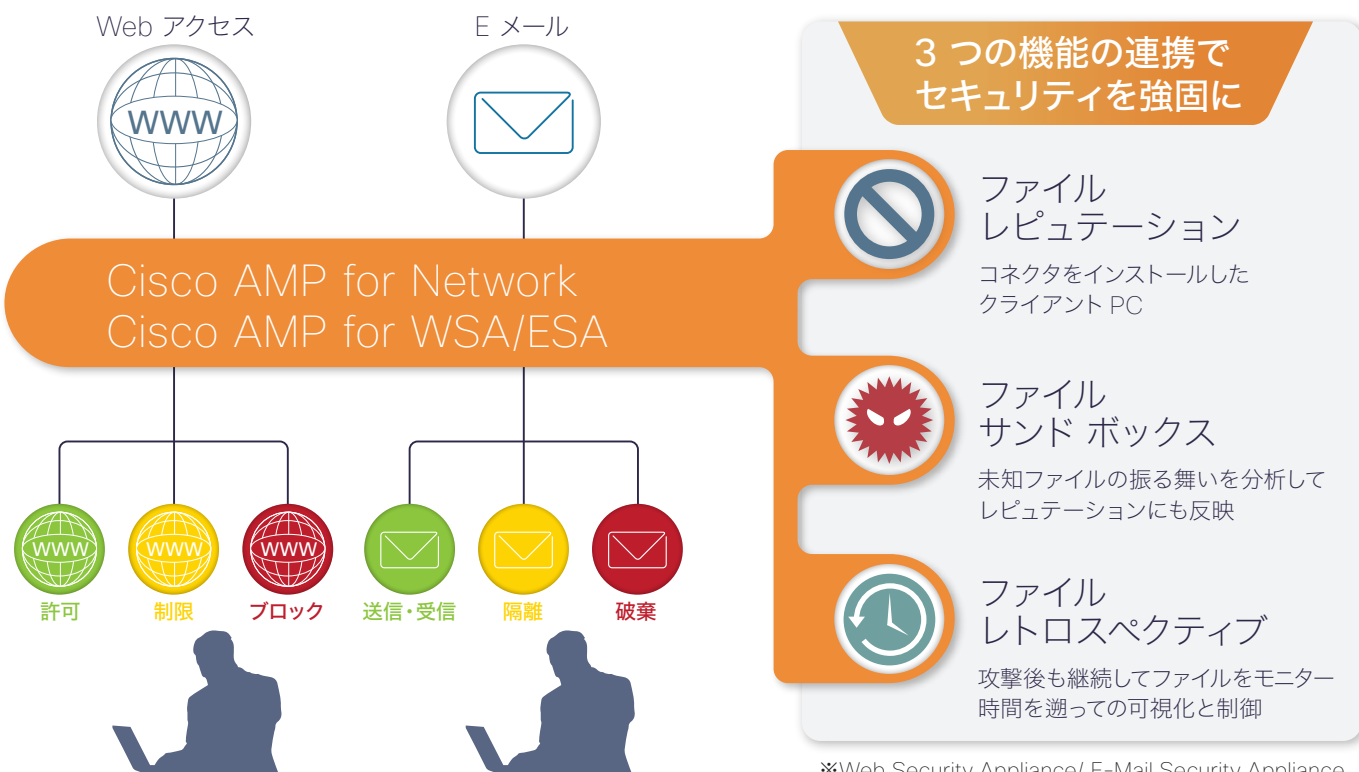 Web アクセス
E メール
WWW
Cisco AMP for Network
Cisco AMP for WSA/ESA
WWW
WWW
WWW
許可
制限
ブロック
送信・受信
隔離
破棄
3 つの機能の連携で
セキュリティを強固に
ファイル
レピュテーション
コネクタをインストールした
クライアント PC
ファイル
サンド ボックス
未知ファイルの振る舞いを分析して
レピュテーションにも反映
ファイル
レトロスペクティブ
攻撃後も継続してファイルをモニター
時間を遡っての可視化と制御
※Web Security Appliance/ E-Mail Security Appliance